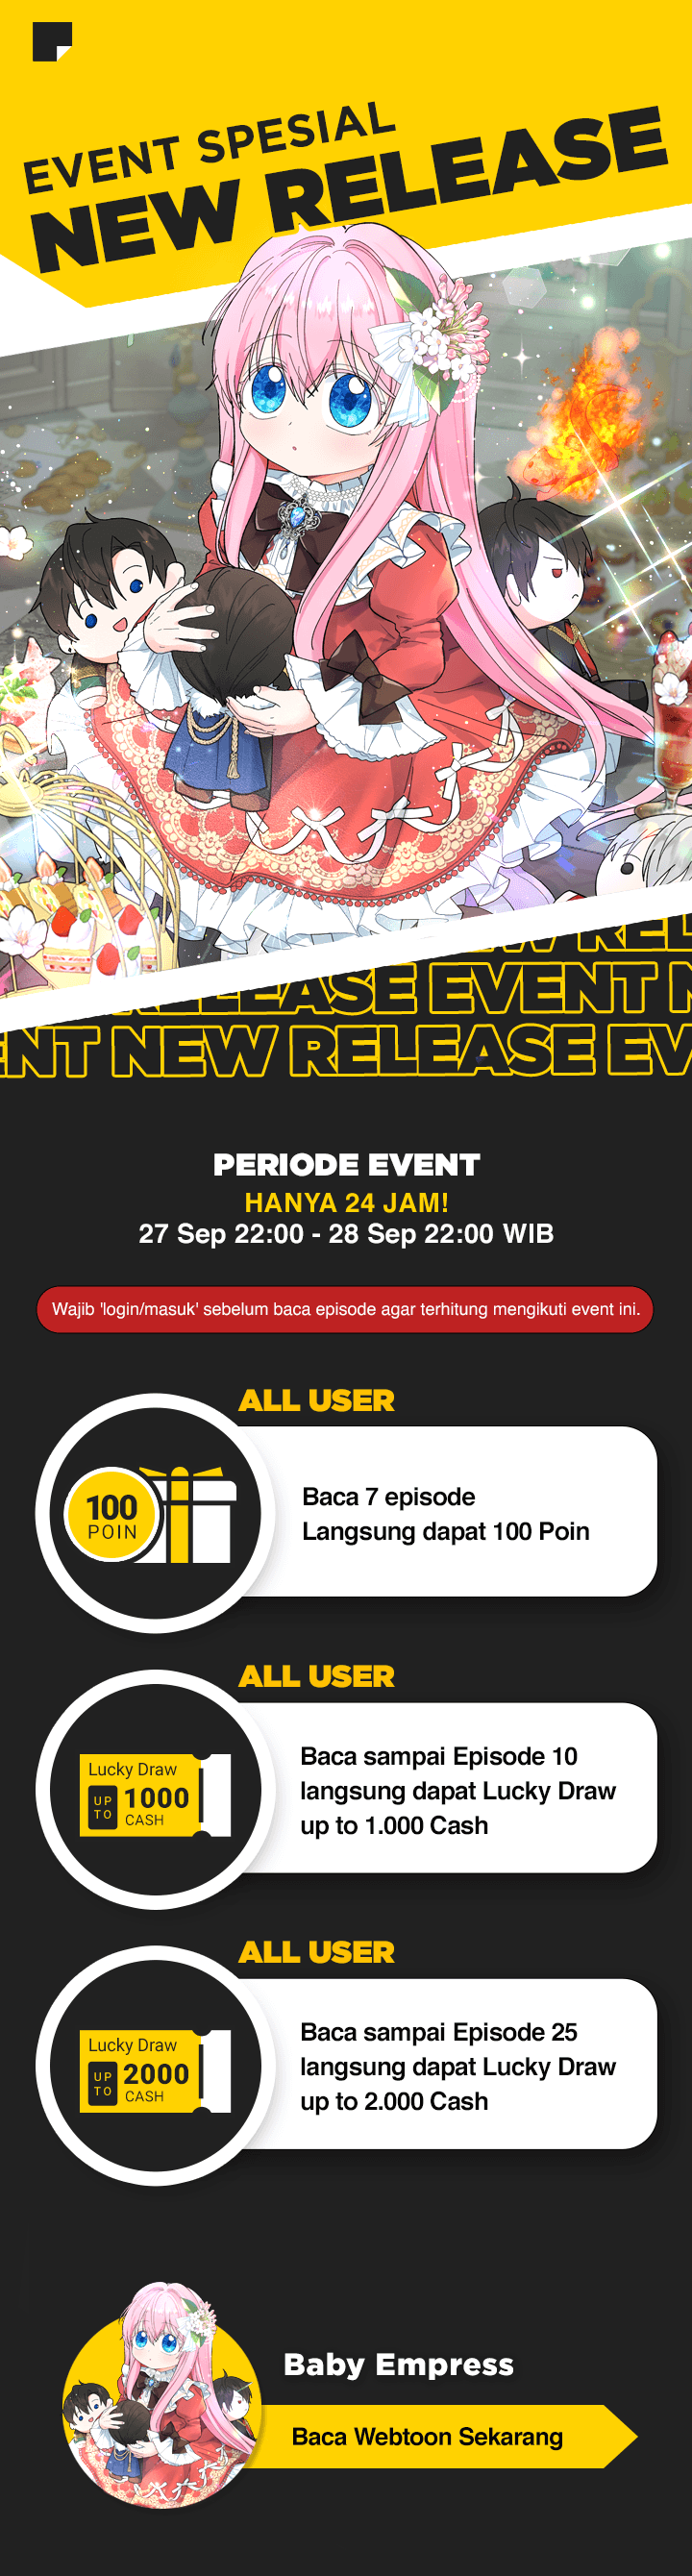 EVENT SPESIAL
NEW RELEASE
NEW REL
RELEASE EVENT N
ENT NEW RELEASE EV
PERIODE EVENT
HANYA 24 JAM!
27 Sep 22:00 - 28 Sep 22:00 WIB
Wajib 'login/masuk' sebelum baca episode agar terhitung mengikuti event ini.
ALL USER
100
POIN
Baca 7 episode
Langsung dapat 100 Poin
ALL USER
Lucky Draw
UP TO 1000
CASH
Baca sampai Episode 10
langsung dapat Lucky Draw
up to 1.000 Cash
ALL USER
Lucky Draw
UP TO 2000
CASH
Baca sampai Episode 25
langsung dapat Lucky Draw
up to 2.000 Cash
Baby Empress
Baca Webtoon Sekarang